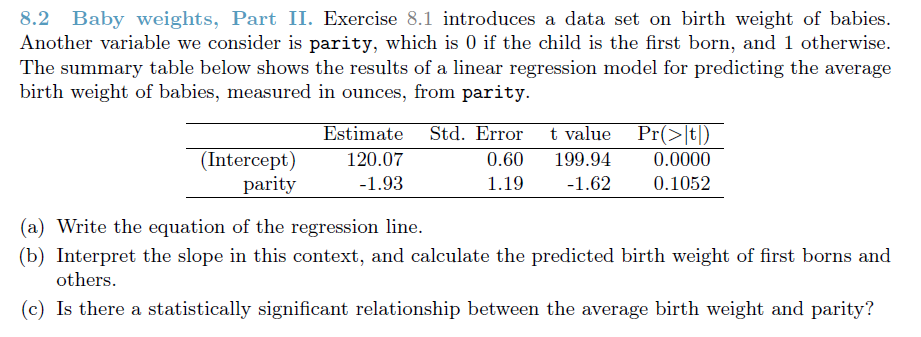 8.2 Baby weights, Part II. Exercise 8.1 introduces a data set on birth weight of babies.
Another variable we consider is parity, which is 0 if the child is the first born, and 1 otherwise.
The summary table below shows the results of a linear regression model for predicting the average
birth weight of babies, measured in ounces, from parity.
Estimate Std. Error t value Pr(>|t|)
(Intercept) 120.07 0.60 199.94 0.0000
parity -1.93 1.19 -1.62 0.1052
(a) Write the equation of the regression line.
(b) Interpret the slope in this context, and calculate the predicted birth weight of first borns and
others.
(c) Is there a statistically significant relationship between the average birth weight and parity?